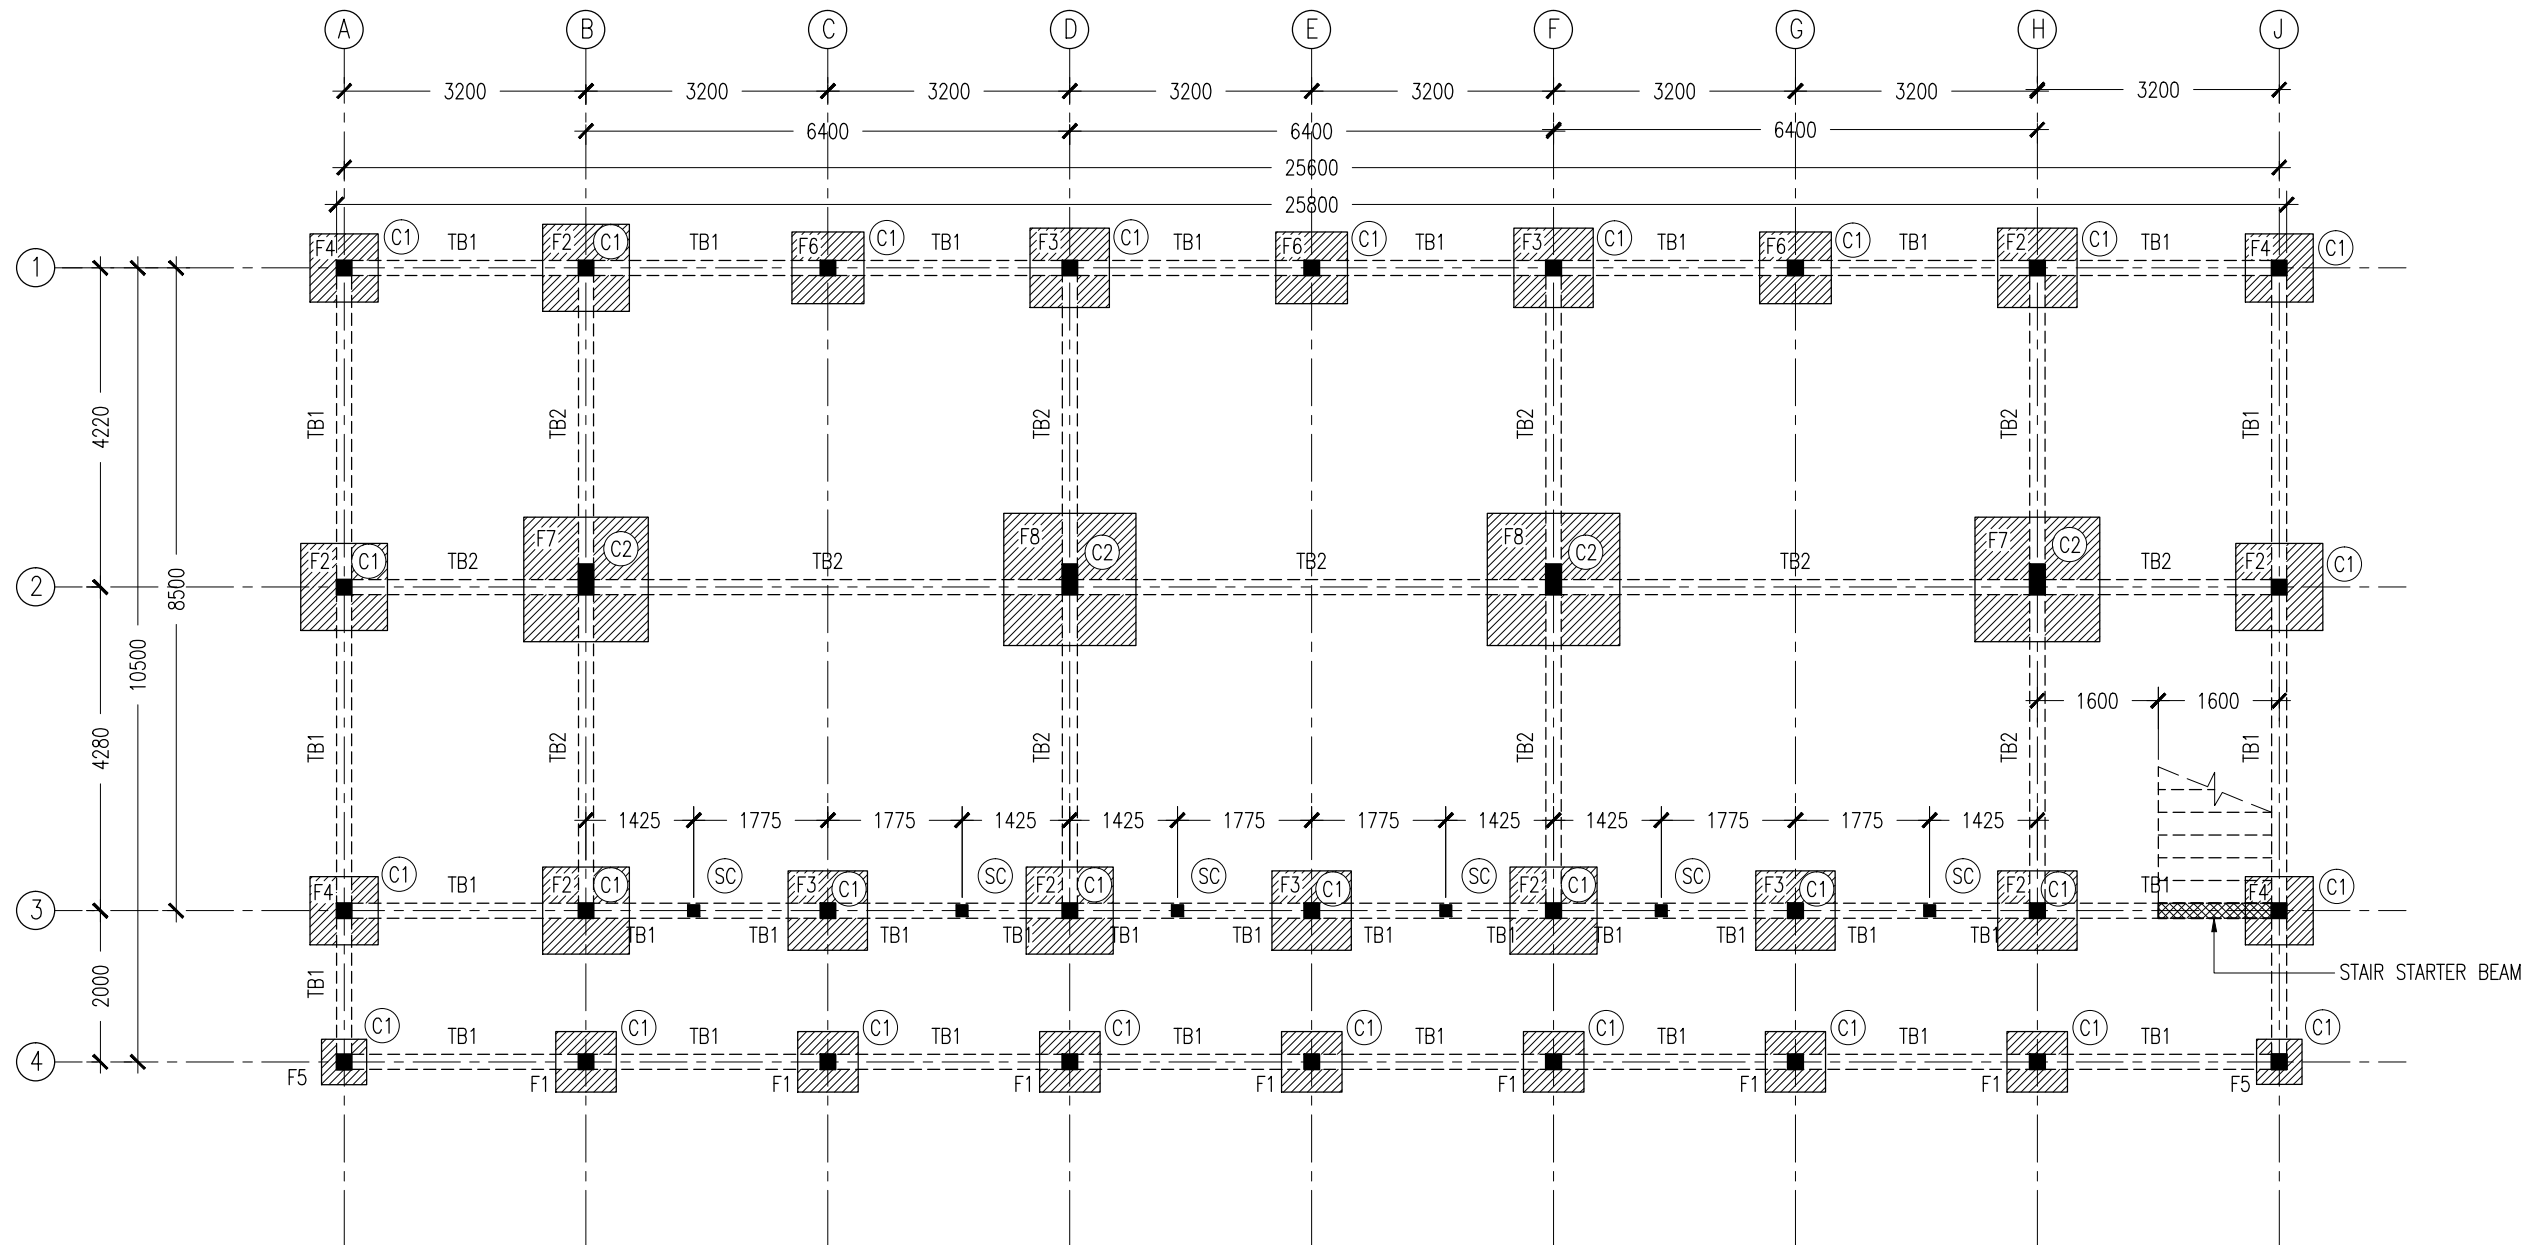 A B C D E F G H J
3200 3200 3200 3200 3200 3200 3200 3200
6400 6400 6400
25600
25800
F4 C1 TB1 F2 C1 TB1 F6 C1 TB1 F3 C1 TB1 F6 C1 TB1 F3 C1 TB1 F6 C1 TB1 F2 C1 TB1 F4 C1
1
4220
8500
10500
4280
2000
TB1 TB2 TB2 TB2 TB2 TB1
F2 C1 TB2 F7 C2 TB2 F8 C2 TB2 F8 C2 TB2 F7 C2 TB2 F2 C1
2
1600 1600
TB1 TB2 TB2 TB2 TB2 TB1
1425 1775 1775 1425 1425 1775 1775 1425 1425 1775 1775 1425
F4 C1 TB1 F2 C1 SC F3 C1 SC F2 C1 SC F3 C1 SC F2 C1 SC F3 C1 SC F2 C1 TB1 F4 C1
3
TB1 TB1 TB1 TB1 TB1 TB1 TB1 TB1 TB1 TB1 TB1 TB1
STAIR STARTER BEAM
TB1
C1 TB1 C1 TB1 C1 TB1 C1 TB1 C1 TB1 C1 TB1 C1 TB1 C1 TB1 C1
4
F5 F1 F1 F1 F1 F1 F1 F1 F5